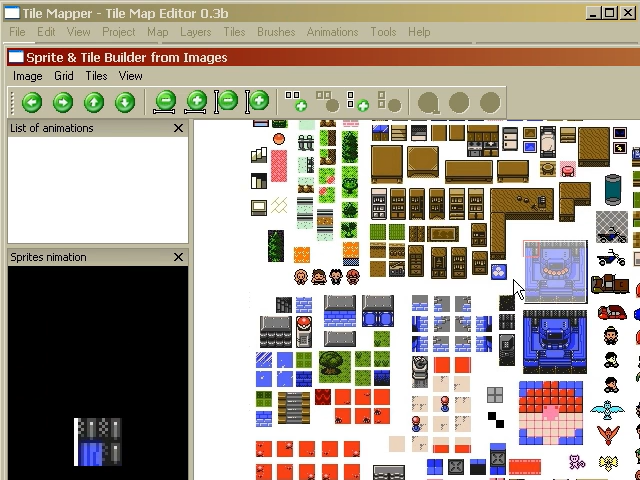 Tile Mapper - Tile Map Editor 0.3b
File Edit View Project Map Layers Tiles Brushes Animations Tools Help
Sprite & Tile Builder from Images
Image Grid Tiles View
List of animations
Sprites nimation